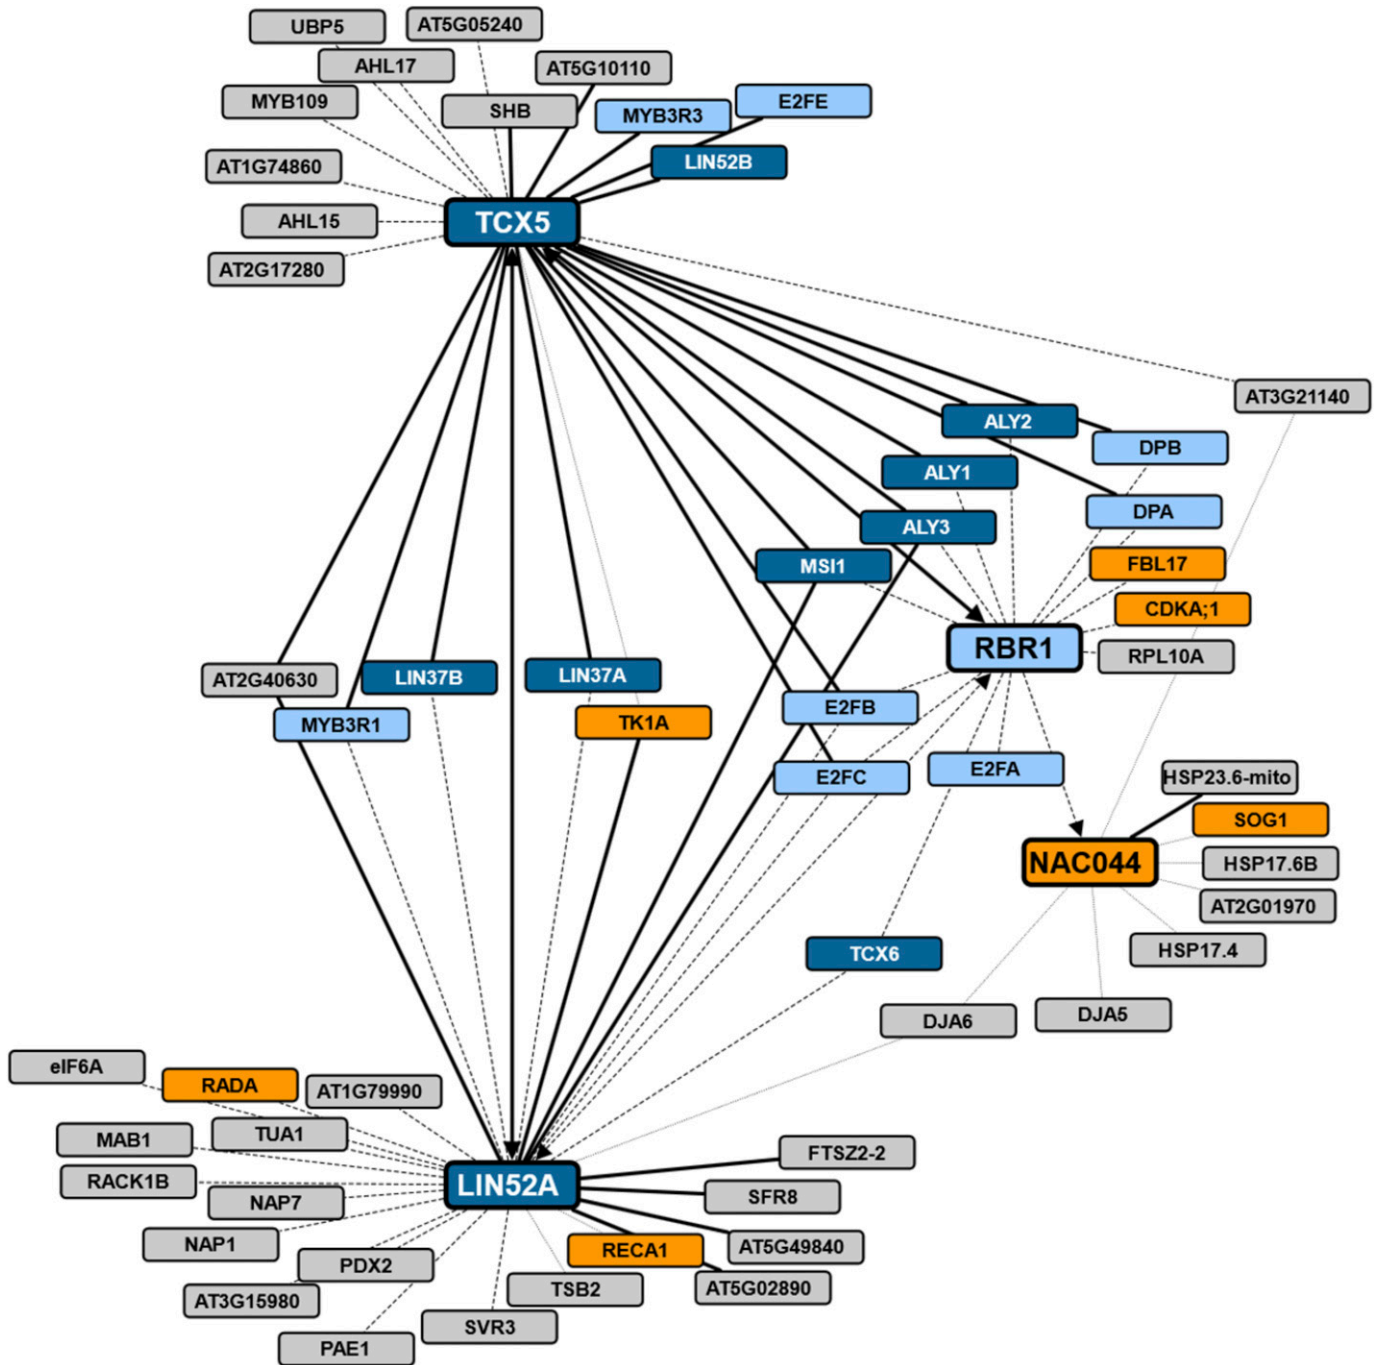 UBP5
AT5G05240
AHL17
AT5G10110
MYB109
SHB
MYB3R3
E2FE
AT1G74860
LIN52B
AHL15
TCX5
AT2G17280
AT3G21140
ALY2
DPB
ALY1
DPA
ALY3
FBL17
MSI1
CDKA;1
RBR1
RPL10A
AT2G40630
LIN37B
LIN37A
MYB3R1
TK1A
E2FB
E2FC
E2FA
HSP23.6-mito
SOG1
NAC044
HSP17.6B
AT2G01970
TCX6
HSP17.4
DJA6
DJA5
eIF6A
RADA
AT1G79990
MAB1
TUA1
FTSZ2-2
RACK1B
LIN52A
SFR8
NAP7
NAP1
RECA1
AT5G49840
PDX2
AT3G15980
TSB2
AT5G02890
SVR3
PAE1